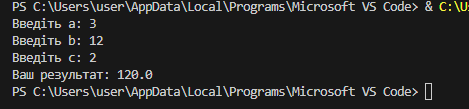 PS C:\Users\user\AppData\Local\Programs\Microsoft VS Code> & C:\U
Введіть a: 3
Введіть b: 12
Введіть c: 2
Ваш результат: 120.0
PS C:\Users\user\AppData\Local\Programs\Microsoft VS Code>